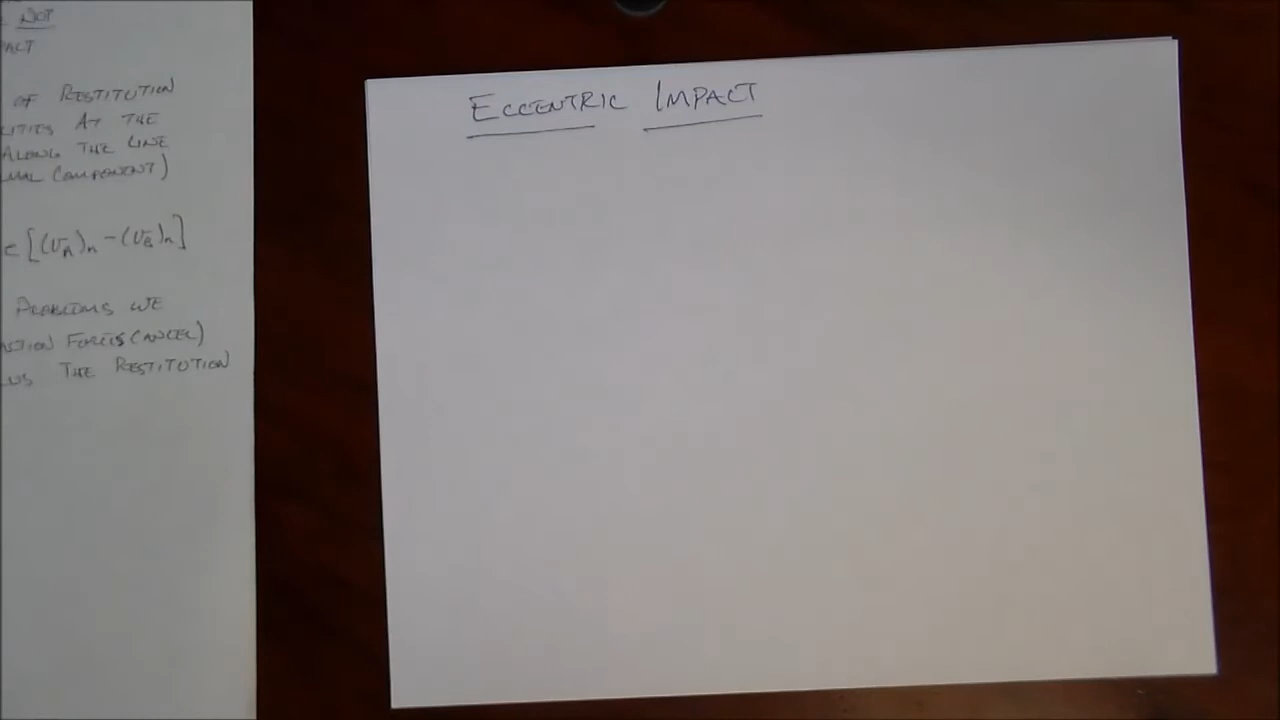 NOT
OF RESTITUTION
AT THE
ALONG THE LINE
COMPONENT)
[(VA)n - (VB)n]
PROBLEMS WE
FORCES (CANCEL)
THE RESTITUTION
ECCENTRIC IMPACT